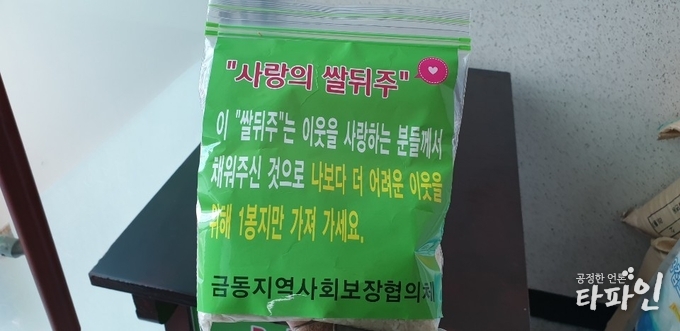 "사랑의 쌀뒤주"
이 "쌀뒤주"는 이웃을 사랑하는 분들께서
채워주신 것으로 나보다 더 어려운 이웃을
위해 1봉지만 가져 가세요.
금동지역사회보장협의체
공정한 언론
타파인